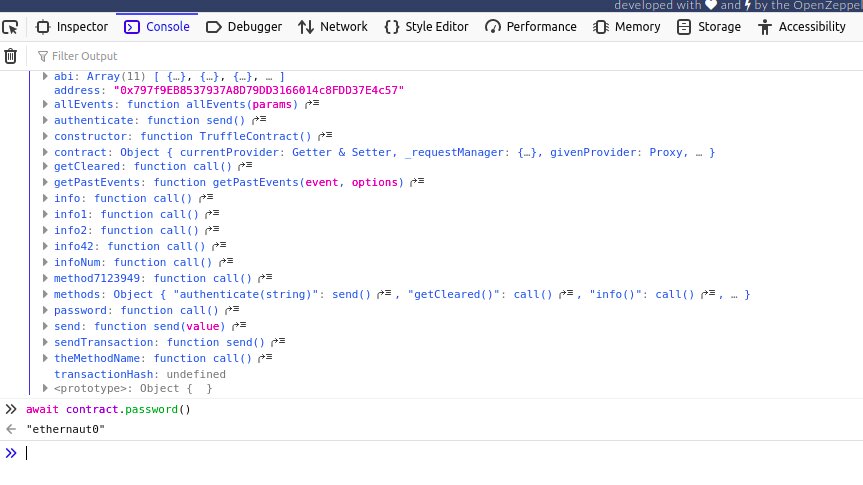 developed with and by the OpenZeppel
Inspector Console Debugger Network Style Editor Performance Memory Storage Accessibility
Filter Output
abi: Array(11) [ {…}, {…}, {…}, … ]
address: "0x797f9EB8537937A8D79DD3166014c8FDD37E4c57"
allEvents: function allEvents(params)
authenticate: function send()
constructor: function TruffleContract()
contract: Object { currentProvider: Getter & Setter, _requestManager: {…}, givenProvider: Proxy, … }
getCleared: function call()
getPastEvents: function getPastEvents(event, options)
info: function call()
info1: function call()
info2: function call()
info42: function call()
infoNum: function call()
method7123949: function call()
methods: Object { "authenticate(string)": send() , "getCleared()": call() , "info()": call() , … }
password: function call()
send: function send(value)
sendTransaction: function send()
theMethodName: function call()
transactionHash: undefined
<prototype>: Object { }
await contract.password()
"ethernaut0"